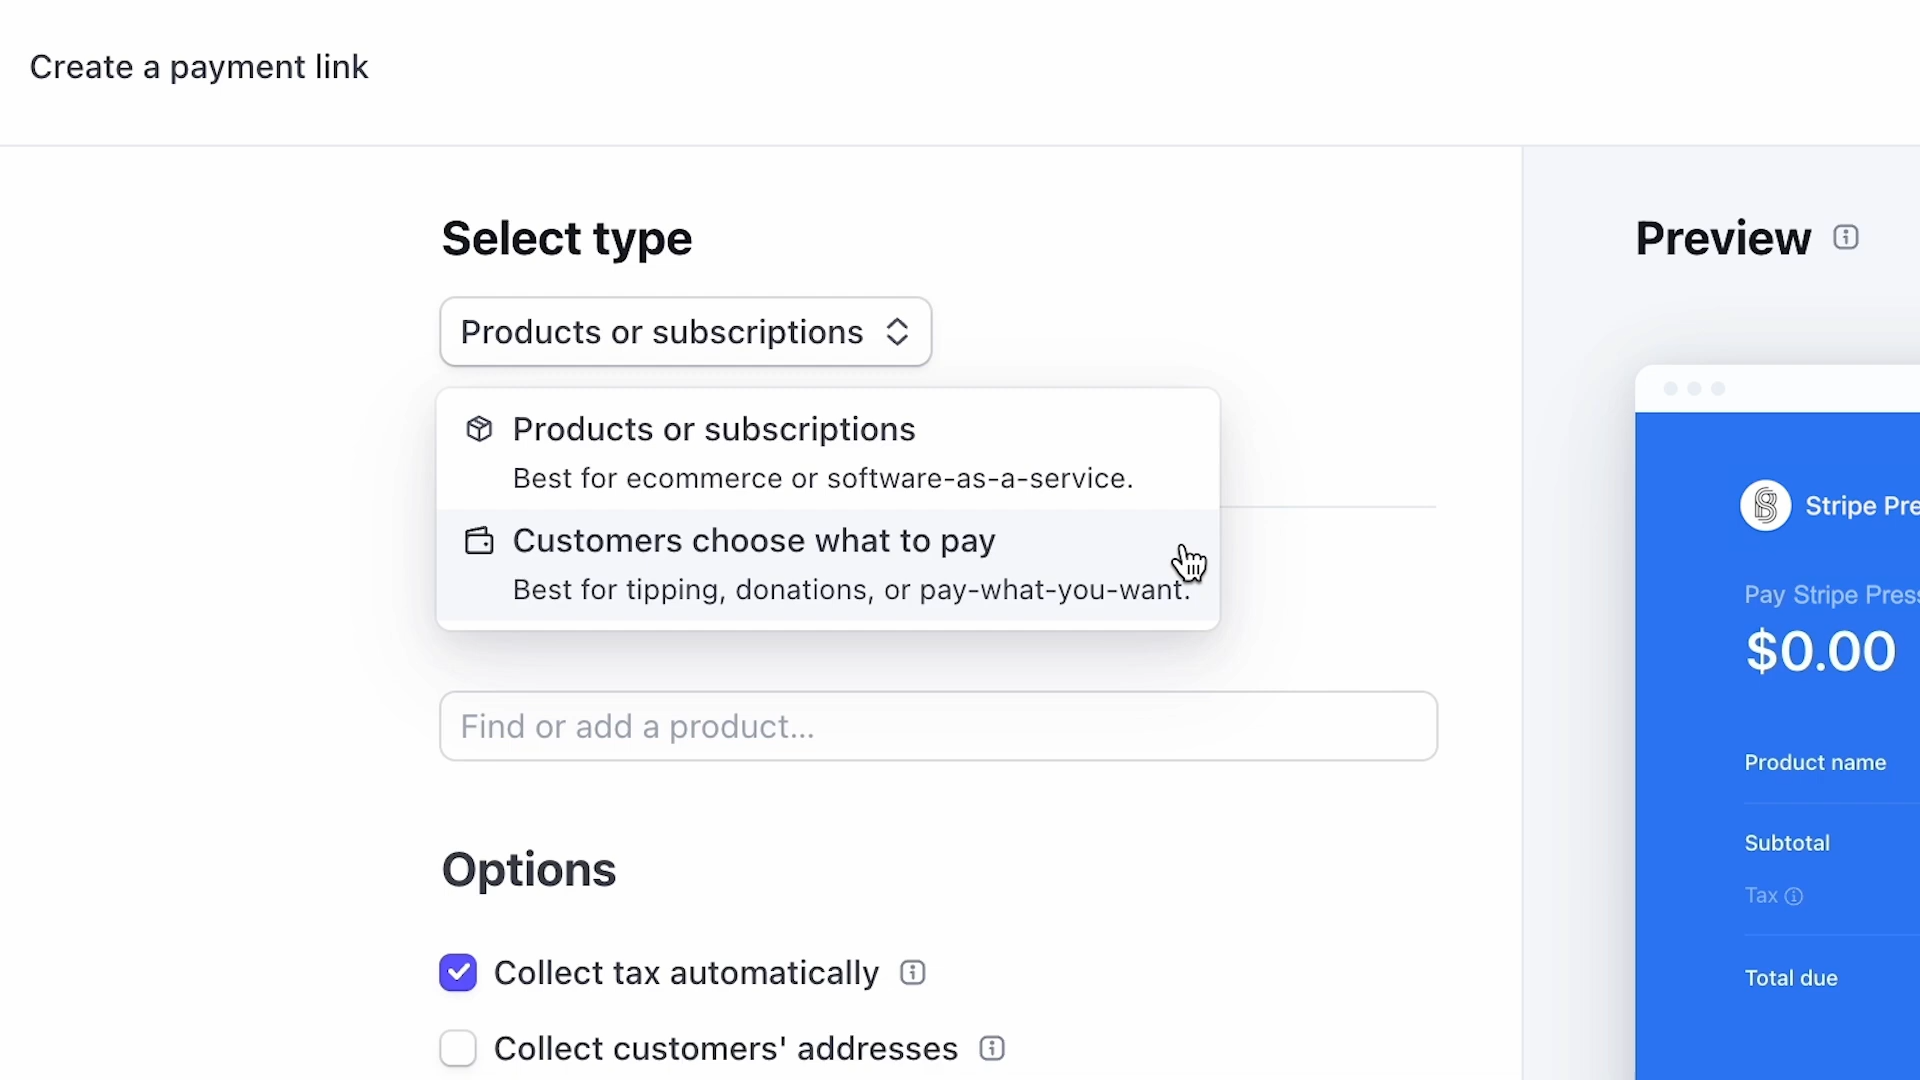 Create a payment link
Select type
Products or subscriptions
Products or subscriptions
Best for ecommerce or software-as-a-service.
Customers choose what to pay
Best for tipping, donations, or pay-what-you-want.
Find or add a product...
Options
Collect tax automatically
Collect customers' addresses
Preview
Stripe Pre
Pay Stripe Press
$0.00
Product name
Subtotal
Tax
Total due